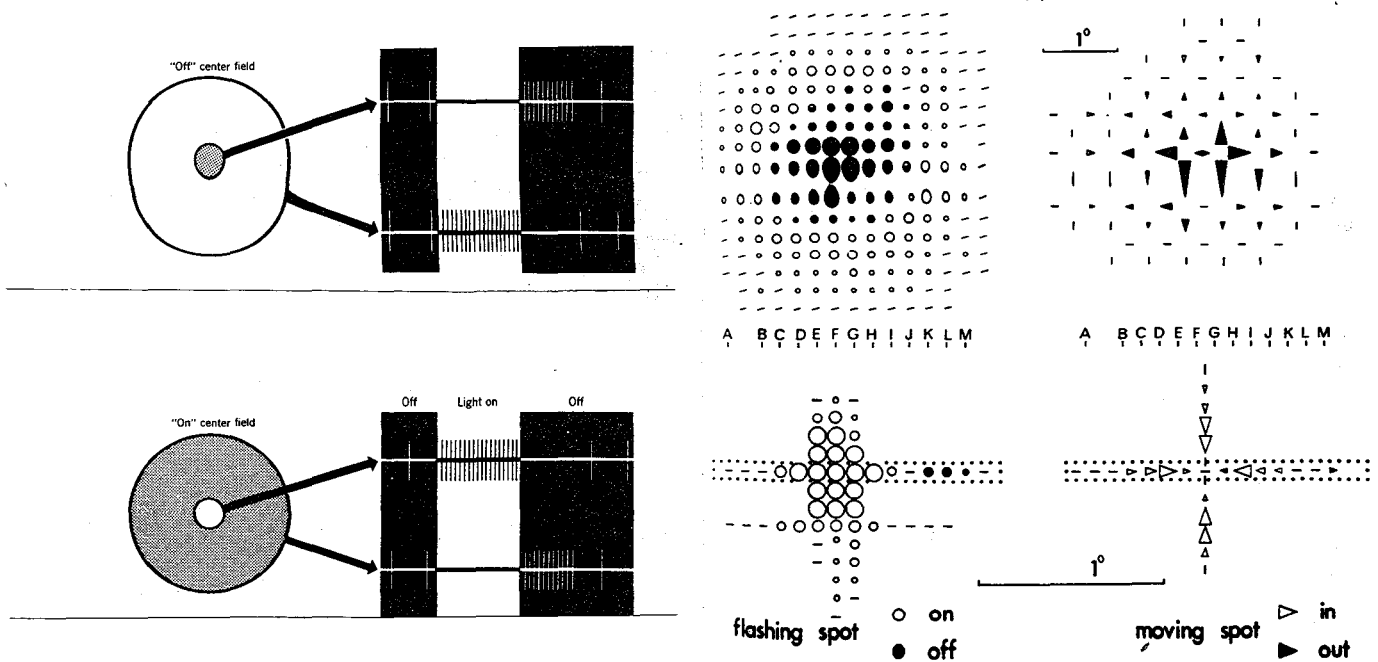 "Off" center field
Off Light on Off
"On" center field
1°
A B C D E F G H I J K L M
A B C D E F G H I J K L M
1°
flashing spot
○ on
● off
moving spot
▷ in
▶ out